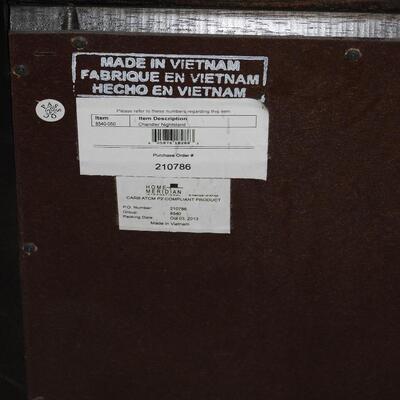 MADE IN VIETNAM
FABRIQUE EN VIETNAM
HECHO EN VIETNAM
Please refer to these numbers regarding this item
Item Item Description
8540-050 Chandler Nightstand
Purchase Order #
210786
HOME
MERIDIAN
CARB ATCM P2 COMPLIANT PRODUCT
P.O. Number: 210786
Group: 8540
Packing Date: Oct 03, 2013
Made in Vietnam